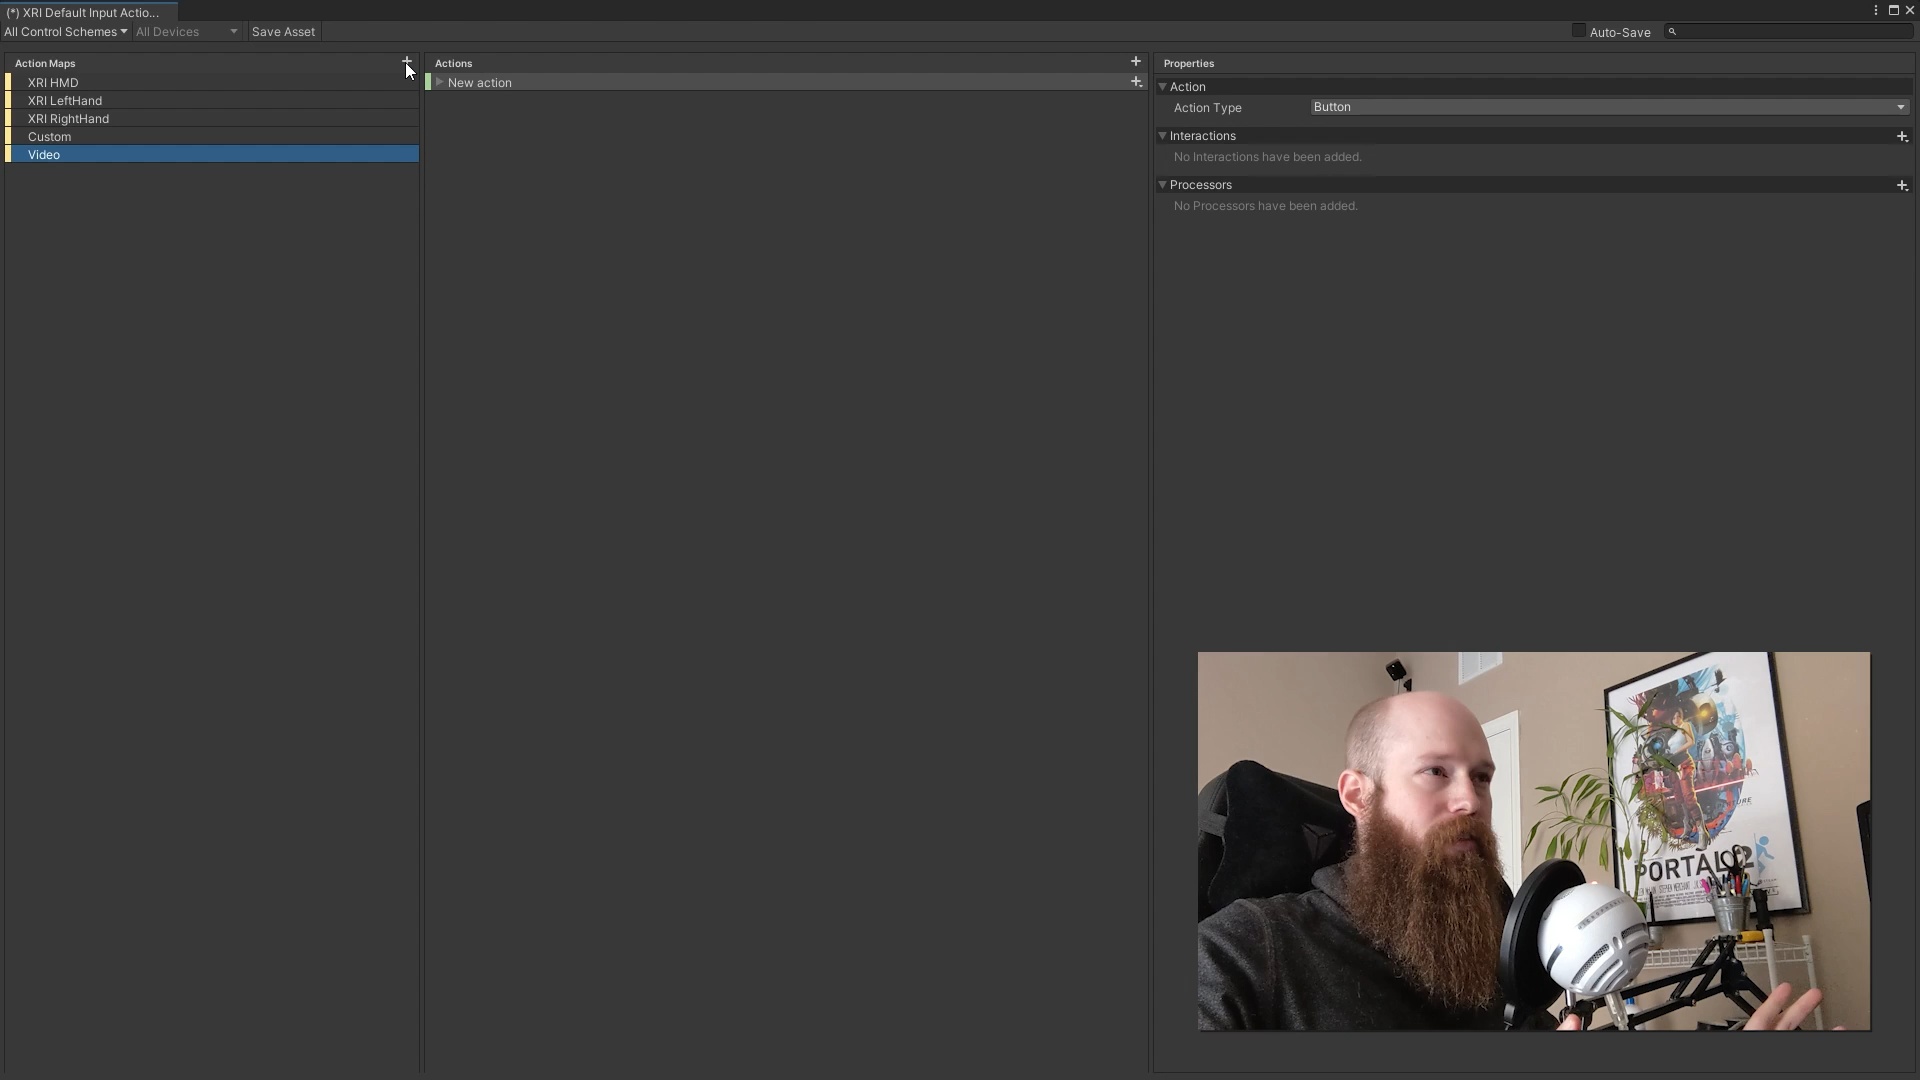 (*) XRI Default Input Actio...
All Control Schemes
All Devices
Save Asset
Auto-Save
Action Maps
XRI HMD
XRI LeftHand
XRI RightHand
Custom
Video
Actions
New action
Properties
Action
Action Type
Button
Interactions
No Interactions have been added.
Processors
No Processors have been added.
PORTAL 2